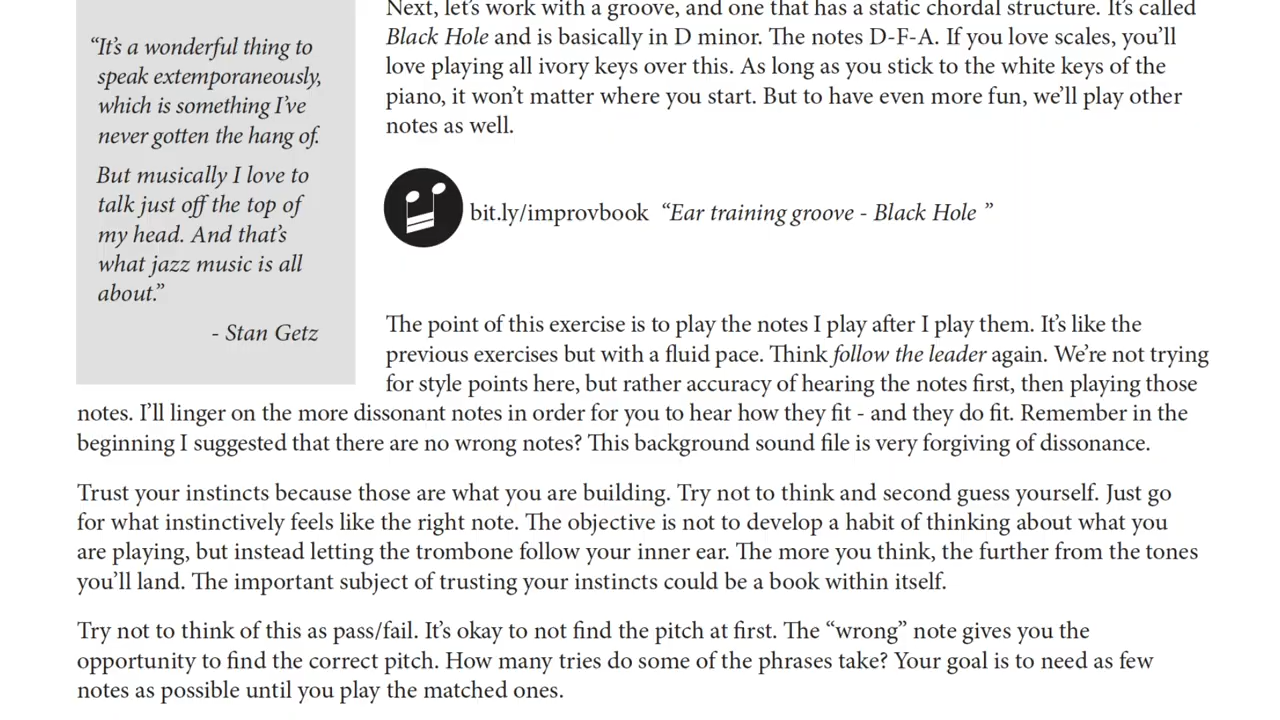 “It’s a wonderful thing to
speak extemporaneously,
which is something I’ve
never gotten the hang of.
But musically I love to
talk just off the top of
my head. And that’s
what jazz music is all
about.”
- Stan Getz
Next, let’s work with a groove, and one that has a static chordal structure. It’s called
Black Hole and is basically in D minor. The notes D-F-A. If you love scales, you’ll
love playing all ivory keys over this. As long as you stick to the white keys of the
piano, it won’t matter where you start. But to have even more fun, we’ll play other
notes as well.
bit.ly/improvbook “Ear training groove - Black Hole ”
The point of this exercise is to play the notes I play after I play them. It’s like the
previous exercises but with a fluid pace. Think follow the leader again. We’re not trying
for style points here, but rather accuracy of hearing the notes first, then playing those
notes. I’ll linger on the more dissonant notes in order for you to hear how they fit - and they do fit. Remember in the
beginning I suggested that there are no wrong notes? This background sound file is very forgiving of dissonance.
Trust your instincts because those are what you are building. Try not to think and second guess yourself. Just go
for what instinctively feels like the right note. The objective is not to develop a habit of thinking about what you
are playing, but instead letting the trombone follow your inner ear. The more you think, the further from the tones
you’ll land. The important subject of trusting your instincts could be a book within itself.
Try not to think of this as pass/fail. It’s okay to not find the pitch at first. The “wrong” note gives you the
opportunity to find the correct pitch. How many tries do some of the phrases take? Your goal is to need as few
notes as possible until you play the matched ones.